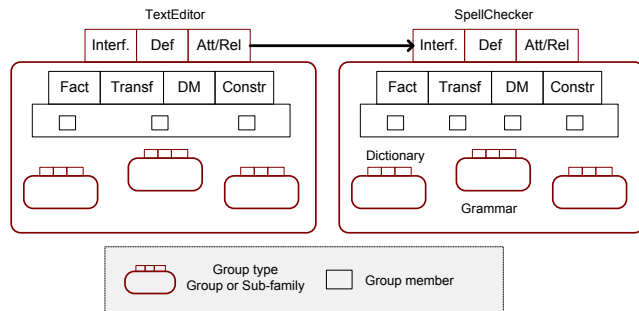 TextEditor
SpellChecker
Interf. Def Att/Rel
Interf. Def Att/Rel
Fact Transf DM Constr
Fact Transf DM Constr
Dictionary
Grammar
Group type
Group or Sub-family
Group member